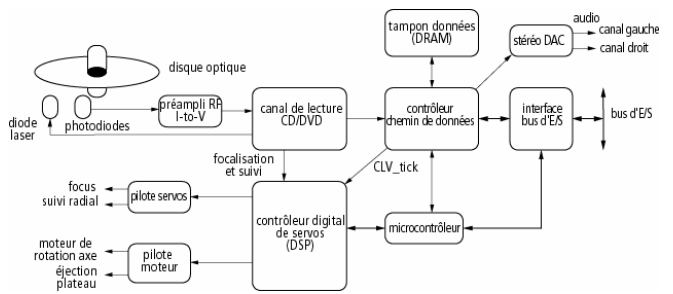 audio
canal gauche
canal droit
tampon données
(DRAM)
stéréo DAC
disque optique
préampli RF
I-to-V
canal de lecture
CD/DVD
contrôleur
chemin de données
interface
bus d'E/S
bus d'E/S
diode
laser
photodiodes
focalisation
et suivi
CLV_tick
focus
suivi radial
pilote servos
contrôleur digital
de servos
(DSP)
microcontrôleur
moteur de
rotation axe
éjection
plateau
pilote
moteur